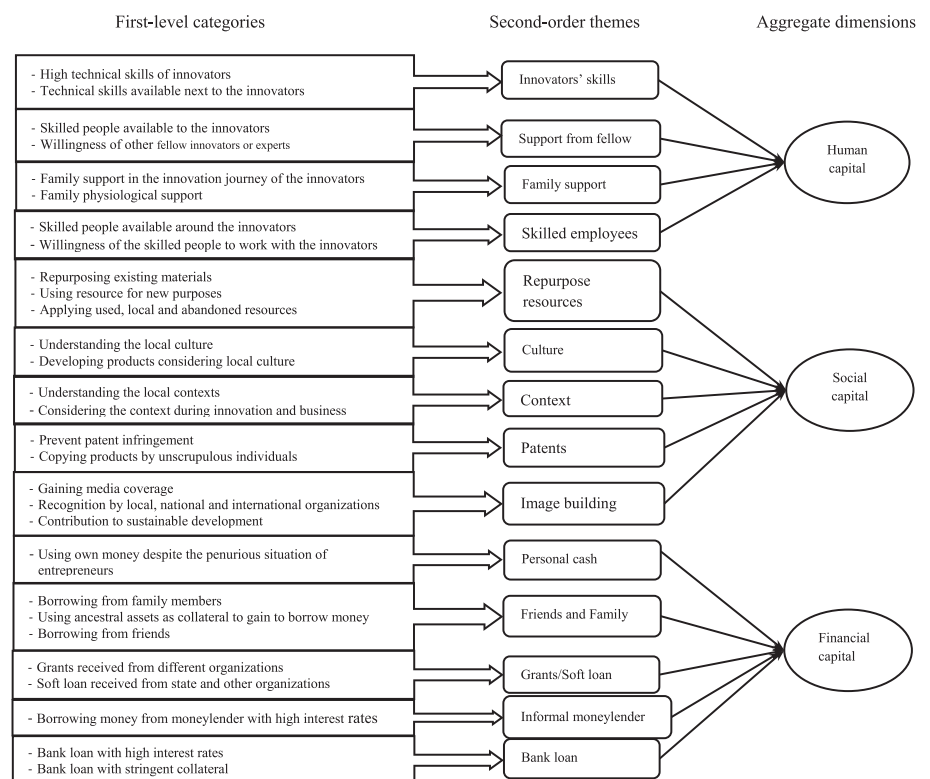 First-level categories
Second-order themes
Aggregate dimensions
- High technical skills of innovators
- Technical skills available next to the innovators
Innovators' skills
- Skilled people available to the innovators
- Willingness of other fellow innovators or experts
Support from fellow
- Family support in the innovation journey of the innovators
- Family physiological support
Family support
- Skilled people available around the innovators
- Willingness of the skilled people to work with the innovators
Skilled employees
Human
capital
- Repurposing existing materials
- Using resource for new purposes
- Applying used, local and abandoned resources
Repurpose
resources
- Understanding the local culture
- Developing products considering local culture
Culture
- Understanding the local contexts
- Considering the context during innovation and business
Context
- Prevent patent infringement
- Copying products by unscrupulous individuals
Patents
- Gaining media coverage
- Recognition by local, national and international organizations
- Contribution to sustainable development
Image building
Social
capital
- Using own money despite the penurious situation of
entrepreneurs
Personal cash
- Borrowing from family members
- Using ancestral assets as collateral to gain to borrow money
- Borrowing from friends
Friends and Family
- Grants received from different organizations
- Soft loan received from state and other organizations
Grants/Soft loan
- Borrowing money from moneylender with high interest rates
Informal moneylender
- Bank loan with high interest rates
- Bank loan with stringent collateral
Bank loan
Financial
capital